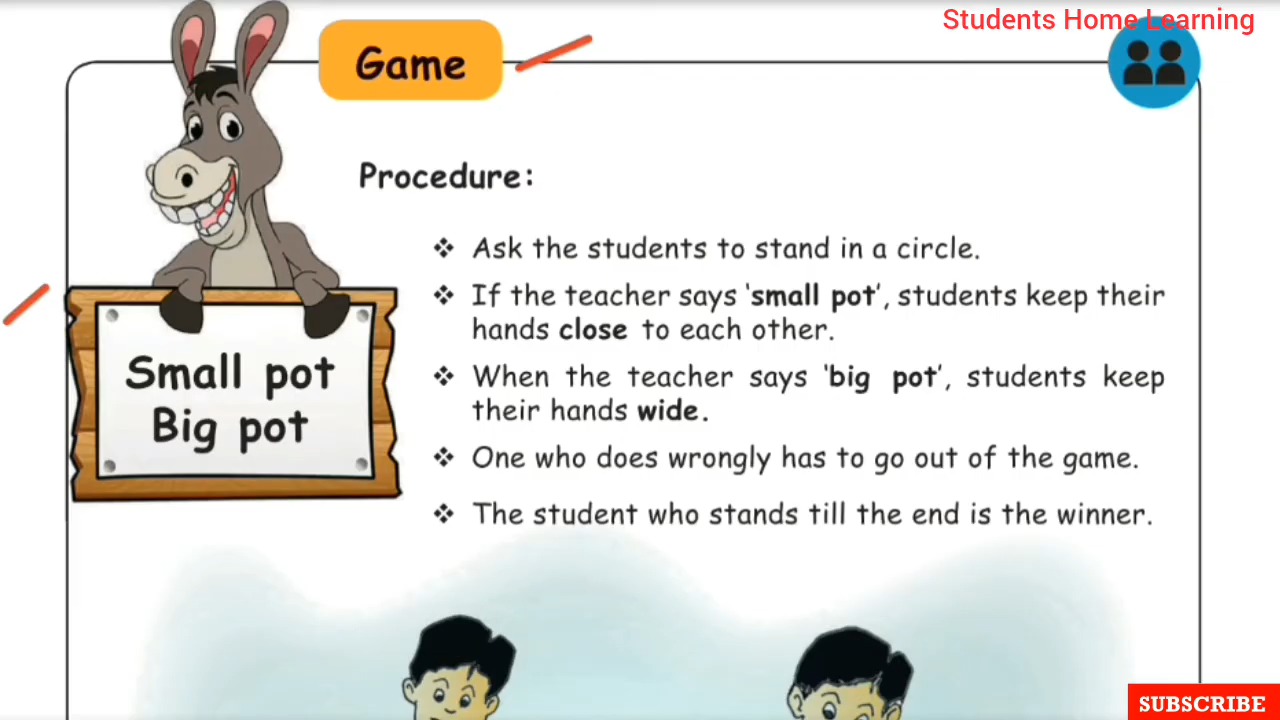 Students Home Learning
Game
Procedure:
❖ Ask the students to stand in a circle.
❖ If the teacher says ‘small pot’, students keep their
hands close to each other.
❖ When the teacher says ‘big pot’, students keep
their hands wide.
❖ One who does wrongly has to go out of the game.
❖ The student who stands till the end is the winner.
Small pot
Big pot
SUBSCRIBE